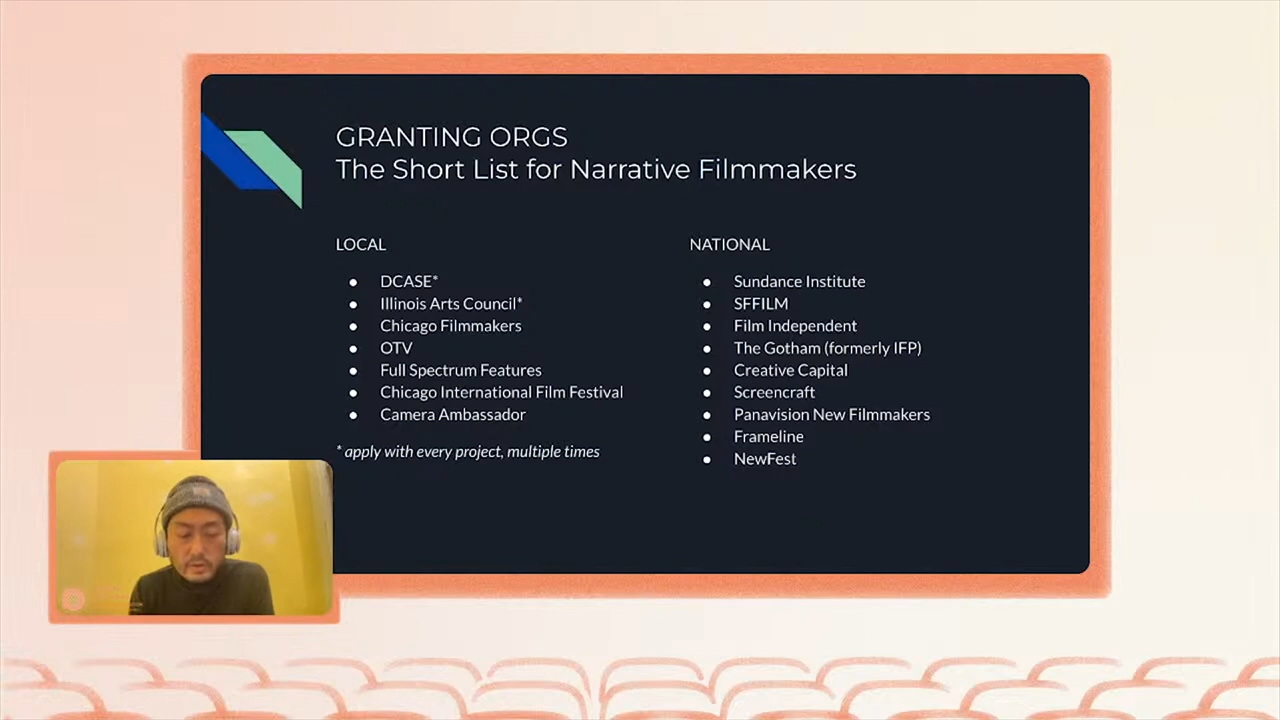 GRANTING ORGS
The Short List for Narrative Filmmakers
LOCAL
● DCASE*
● Illinois Arts Council*
● Chicago Filmmakers
● OTV
● Full Spectrum Features
● Chicago International Film Festival
● Camera Ambassador
* apply with every project, multiple times
NATIONAL
● Sundance Institute
● SFFILM
● Film Independent
● The Gotham (formerly IFP)
● Creative Capital
● Screencraft
● Panavision New Filmmakers
● Frameline
● NewFest